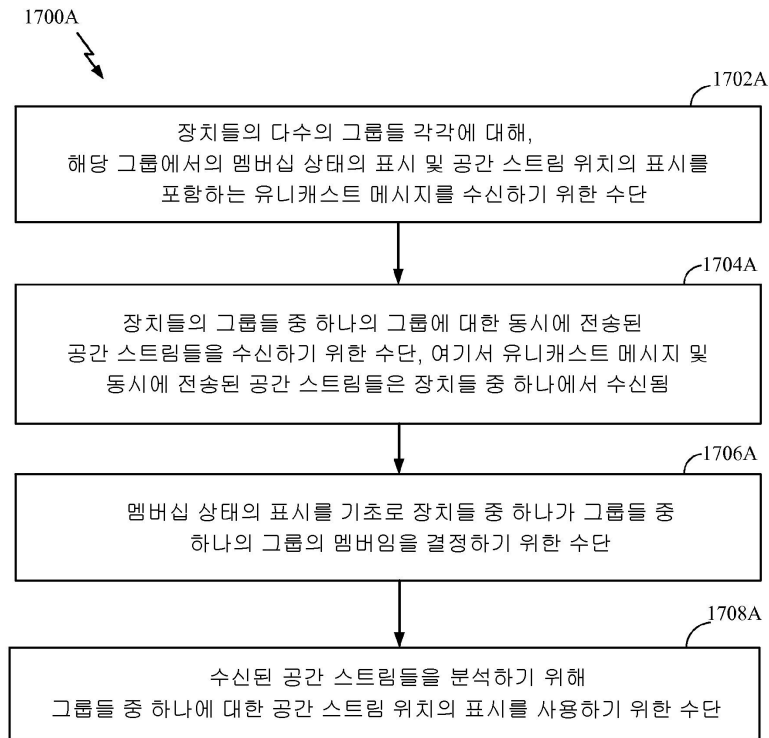 1700A
1702A
장치들의 다수의 그룹들 각각에 대해,
해당 그룹에서의 멤버십 상태의 표시 및 공간 스트림 위치의 표시를
포함하는 유니캐스트 메시지를 수신하기 위한 수단
1704A
장치들의 그룹들 중 하나의 그룹에 대한 동시에 전송된
공간 스트림들을 수신하기 위한 수단, 여기서 유니캐스트 메시지 및
동시에 전송된 공간 스트림들은 장치들 중 하나에서 수신됨
1706A
멤버십 상태의 표시를 기초로 장치들 중 하나가 그룹들 중
하나의 그룹의 멤버임을 결정하기 위한 수단
1708A
수신된 공간 스트림들을 분석하기 위해
그룹들 중 하나에 대한 공간 스트림 위치의 표시를 사용하기 위한 수단